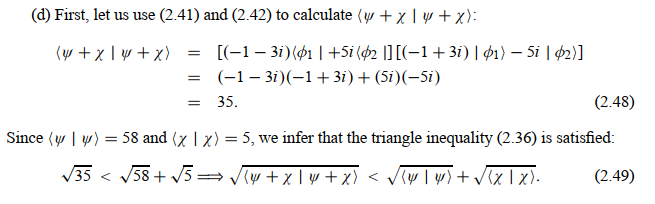 (d) First, let us use (2.41) and (2.42) to calculate ⟨ψ + χ | ψ + χ⟩:
⟨ψ + χ | ψ + χ⟩ = [(−1 − 3i)⟨ϕ₁ | +5i⟨ϕ₂ |] [(−1 + 3i) | ϕ₁⟩ − 5i | ϕ₂⟩]
= (−1 − 3i)(−1 + 3i) + (5i)(−5i)
= 35. (2.48)
Since ⟨ψ | ψ⟩ = 58 and ⟨χ | χ⟩ = 5, we infer that the triangle inequality (2.36) is satisfied:
√35 < √58 + √5 ⟹ √⟨ψ + χ | ψ + χ⟩ < √⟨ψ | ψ⟩ + √⟨χ | χ⟩. (2.49)